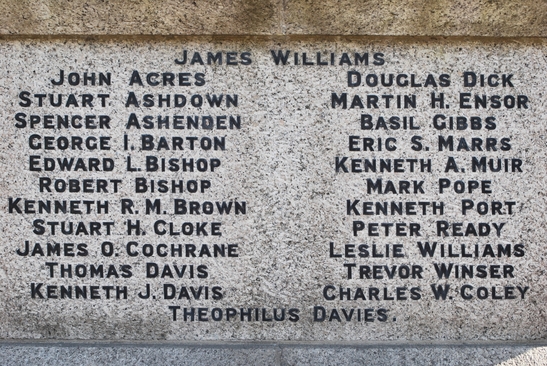 JAMES WILLIAMS
JOHN ACRES
STUART ASHDOWN
SPENCER ASHENDEN
GEORGE I. BARTON
EDWARD L. BISHOP
ROBERT BISHOP
KENNETH R. M. BROWN
STUART H. CLOKE
JAMES O. COCHRANE
THOMAS DAVIS
KENNETH J. DAVIS
DOUGLAS DICK
MARTIN H. ENSOR
BASIL GIBBS
ERIC S. MARRS
KENNETH A. MUIR
MARK POPE
KENNETH PORT
PETER READY
LESLIE WILLIAMS
TREVOR WINSER
CHARLES W. COLEY
THEOPHILUS DAVIES.